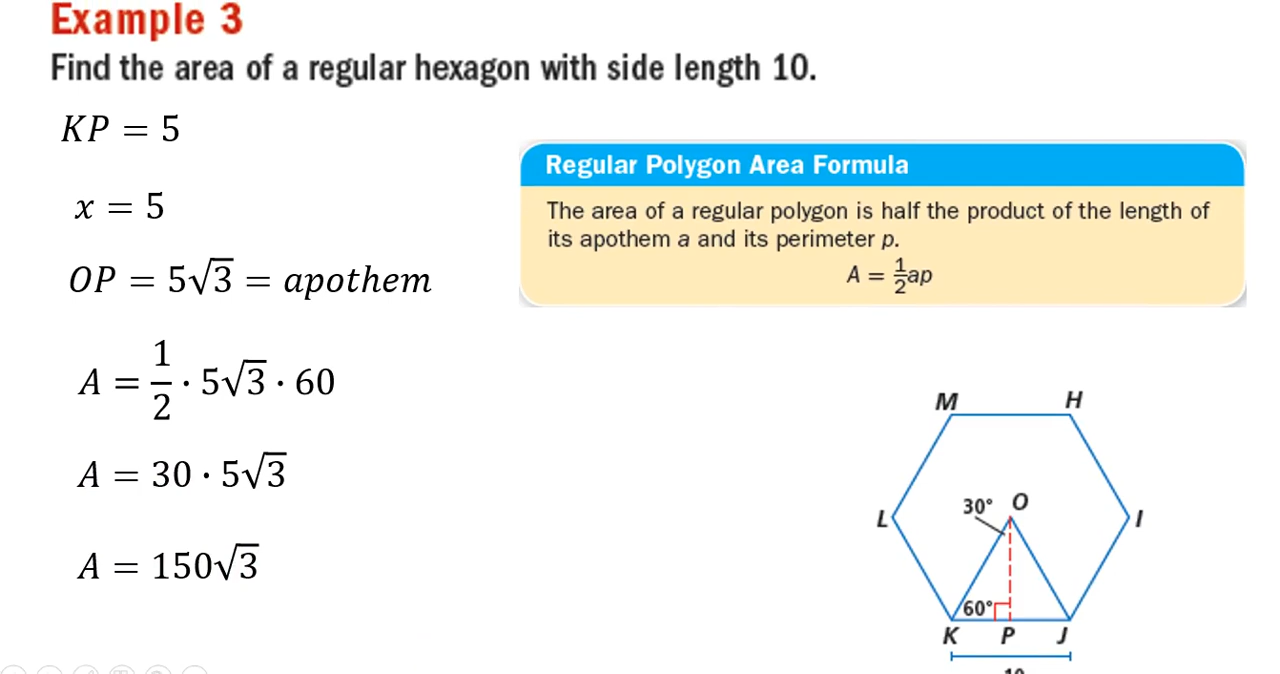 Example 3
Find the area of a regular hexagon with side length 10.
KP = 5
x = 5
OP = 5√3 = apothem
A = 1/2 · 5√3 · 60
A = 30 · 5√3
A = 150√3
Regular Polygon Area Formula
The area of a regular polygon is half the product of the length of
its apothem a and its perimeter p.
A = 1/2 ap
M H
30° O
L I
60°
K P J